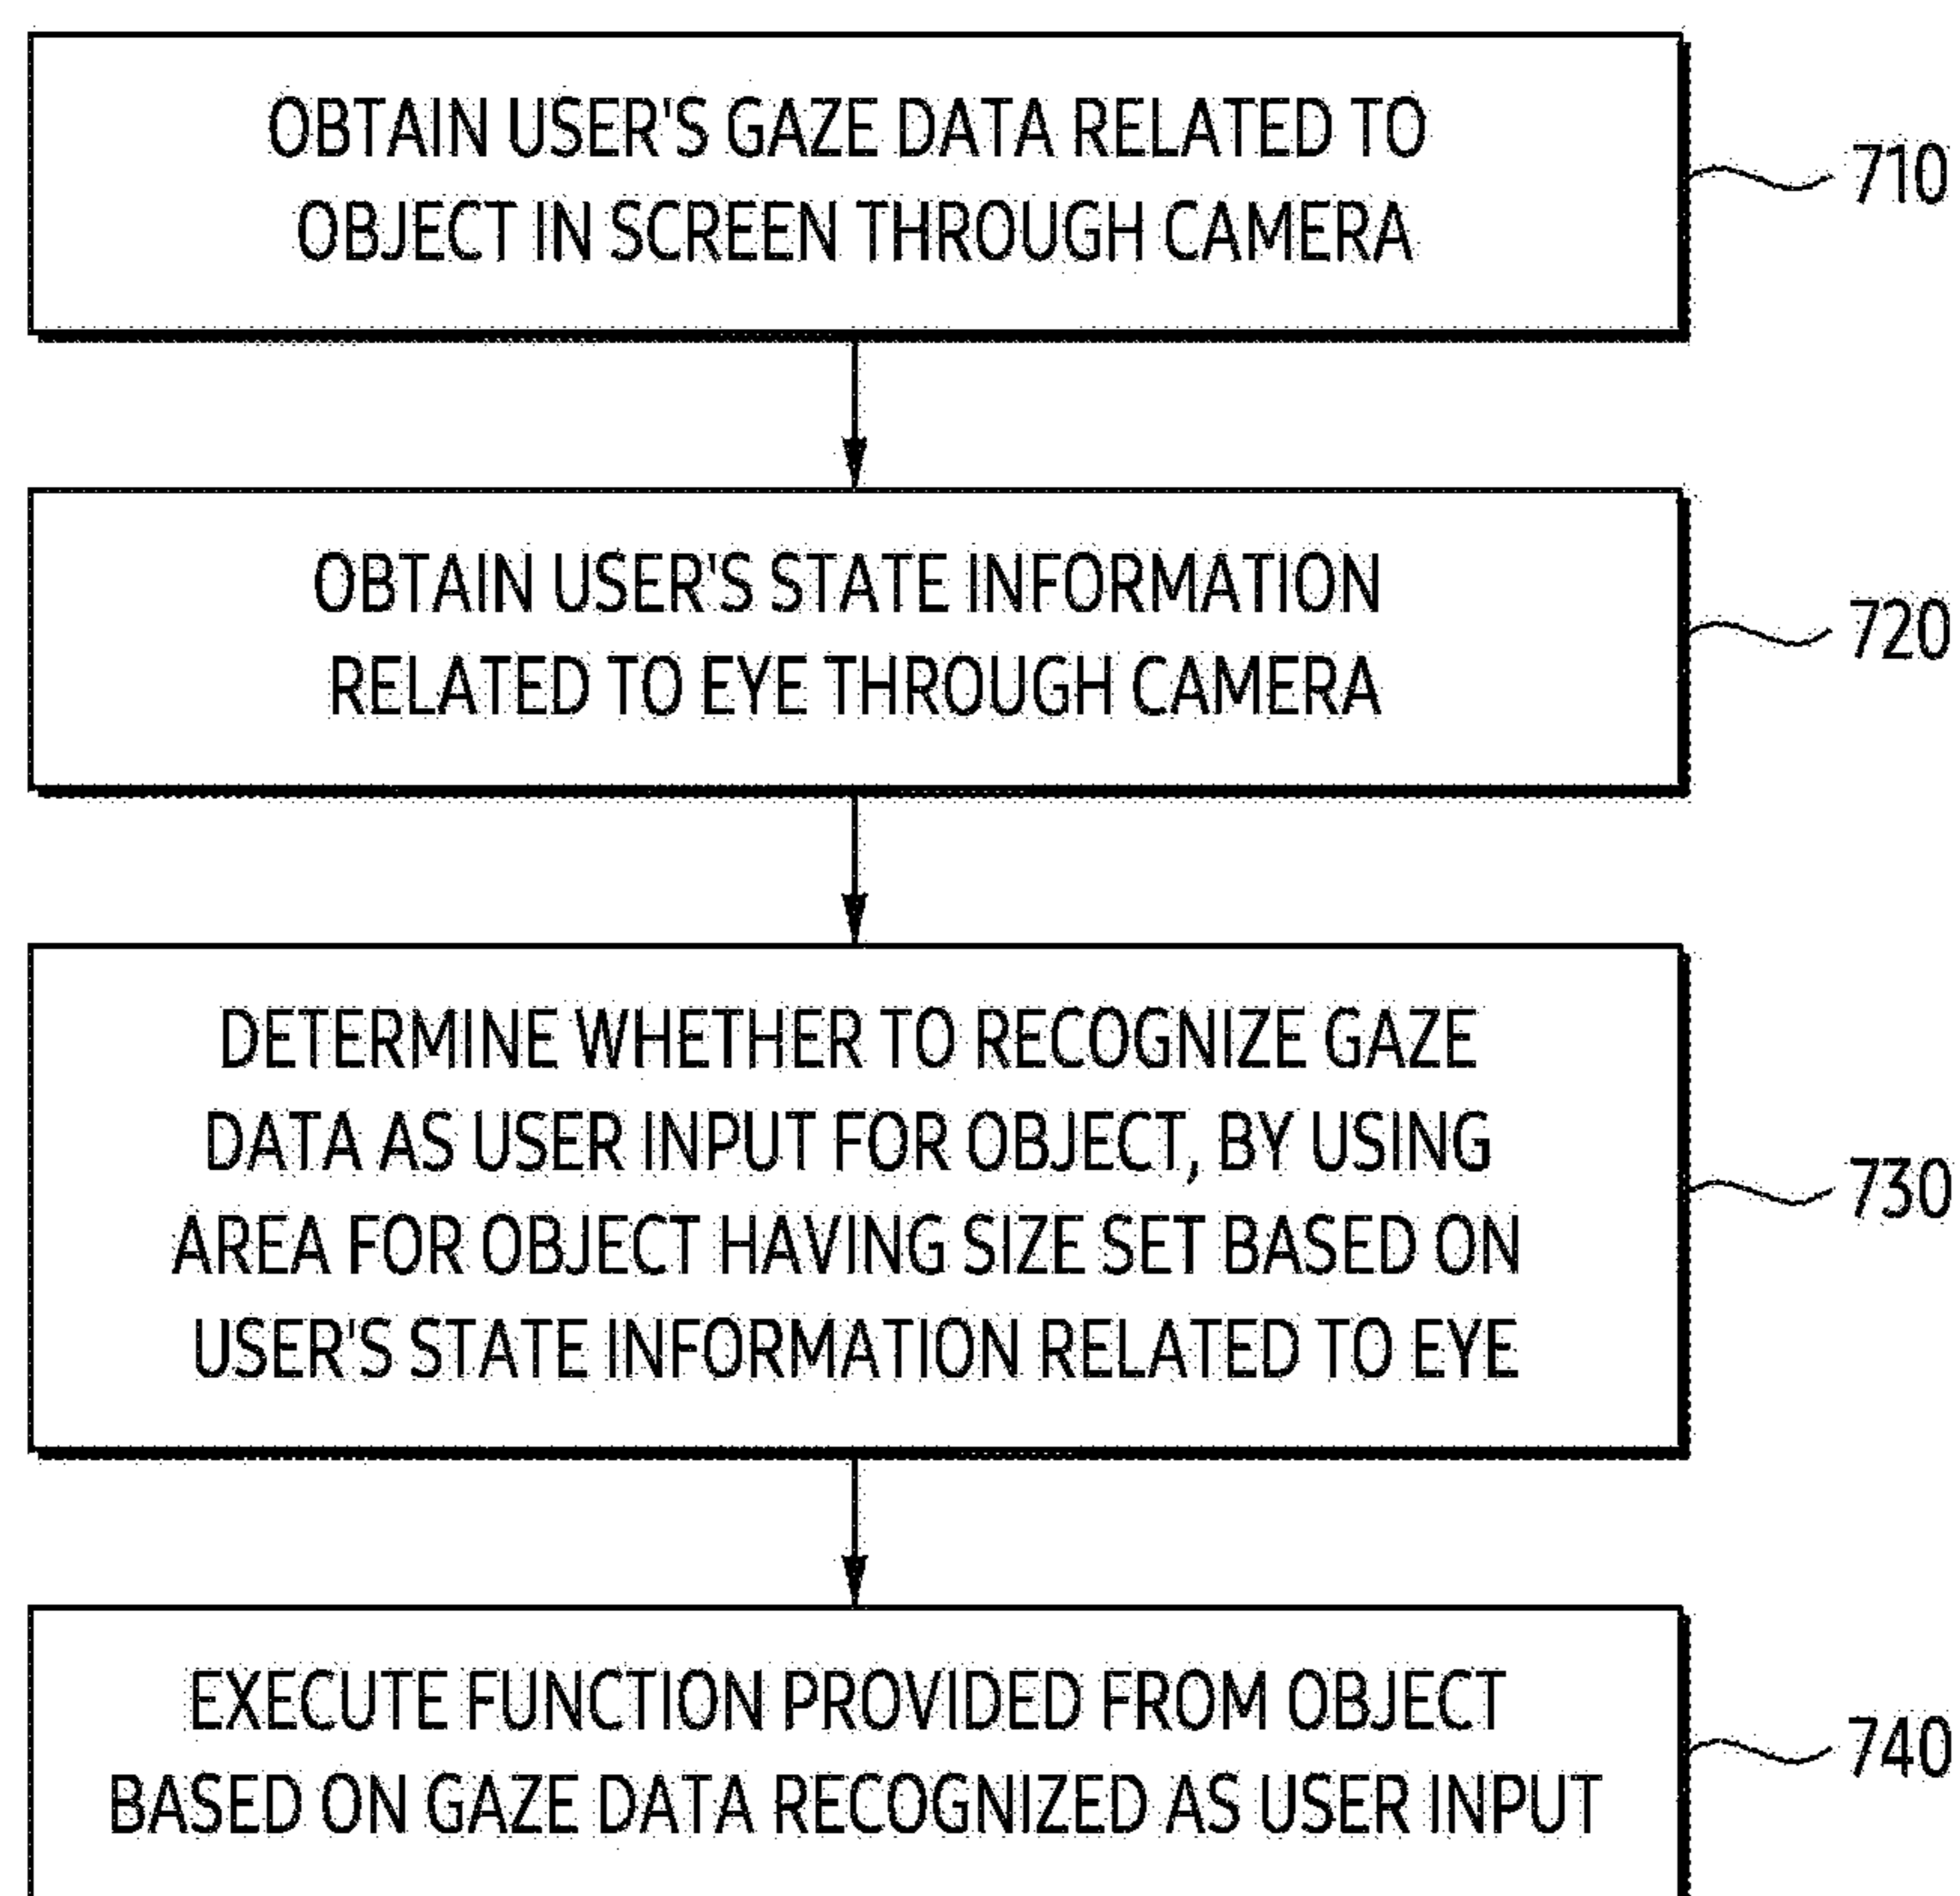 OBTAIN USER'S GAZE DATA RELATED TO
OBJECT IN SCREEN THROUGH CAMERA
710
OBTAIN USER'S STATE INFORMATION
RELATED TO EYE THROUGH CAMERA
720
DETERMINE WHETHER TO RECOGNIZE GAZE
DATA AS USER INPUT FOR OBJECT, BY USING
AREA FOR OBJECT HAVING SIZE SET BASED ON
USER'S STATE INFORMATION RELATED TO EYE
730
EXECUTE FUNCTION PROVIDED FROM OBJECT
BASED ON GAZE DATA RECOGNIZED AS USER INPUT
740